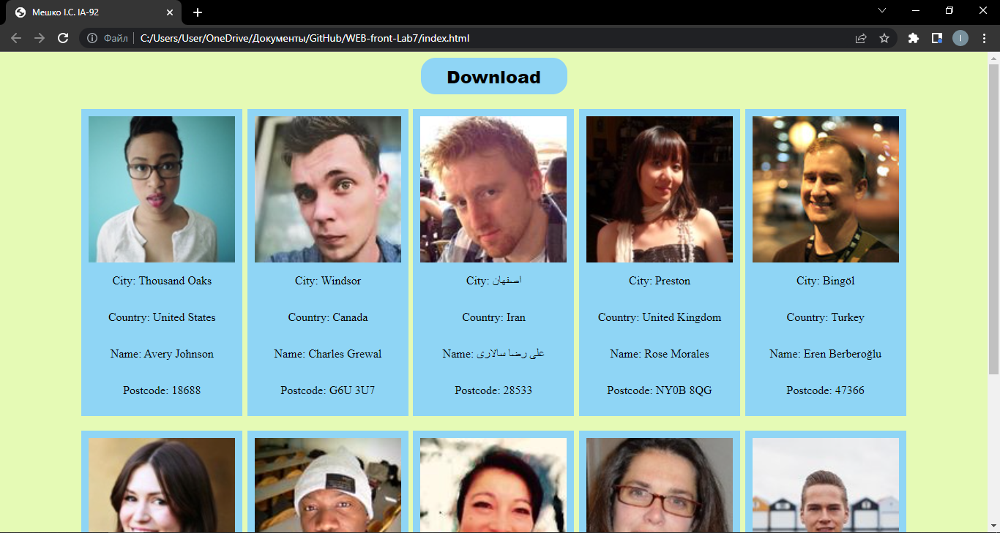 Мешко І.С. ІА-92
Файл
C:/Users/User/OneDrive/Документы/GitHub/WEB-front-Lab7/index.html
I
Download
City: Thousand Oaks
Country: United States
Name: Avery Johnson
Postcode: 18688
City: Windsor
Country: Canada
Name: Charles Grewal
Postcode: G6U 3U7
City: اصفهان
Country: Iran
Name: علی رضا سالاری
Postcode: 28533
City: Preston
Country: United Kingdom
Name: Rose Morales
Postcode: NY0B 8QG
City: Bingöl
Country: Turkey
Name: Eren Berberoğlu
Postcode: 47366